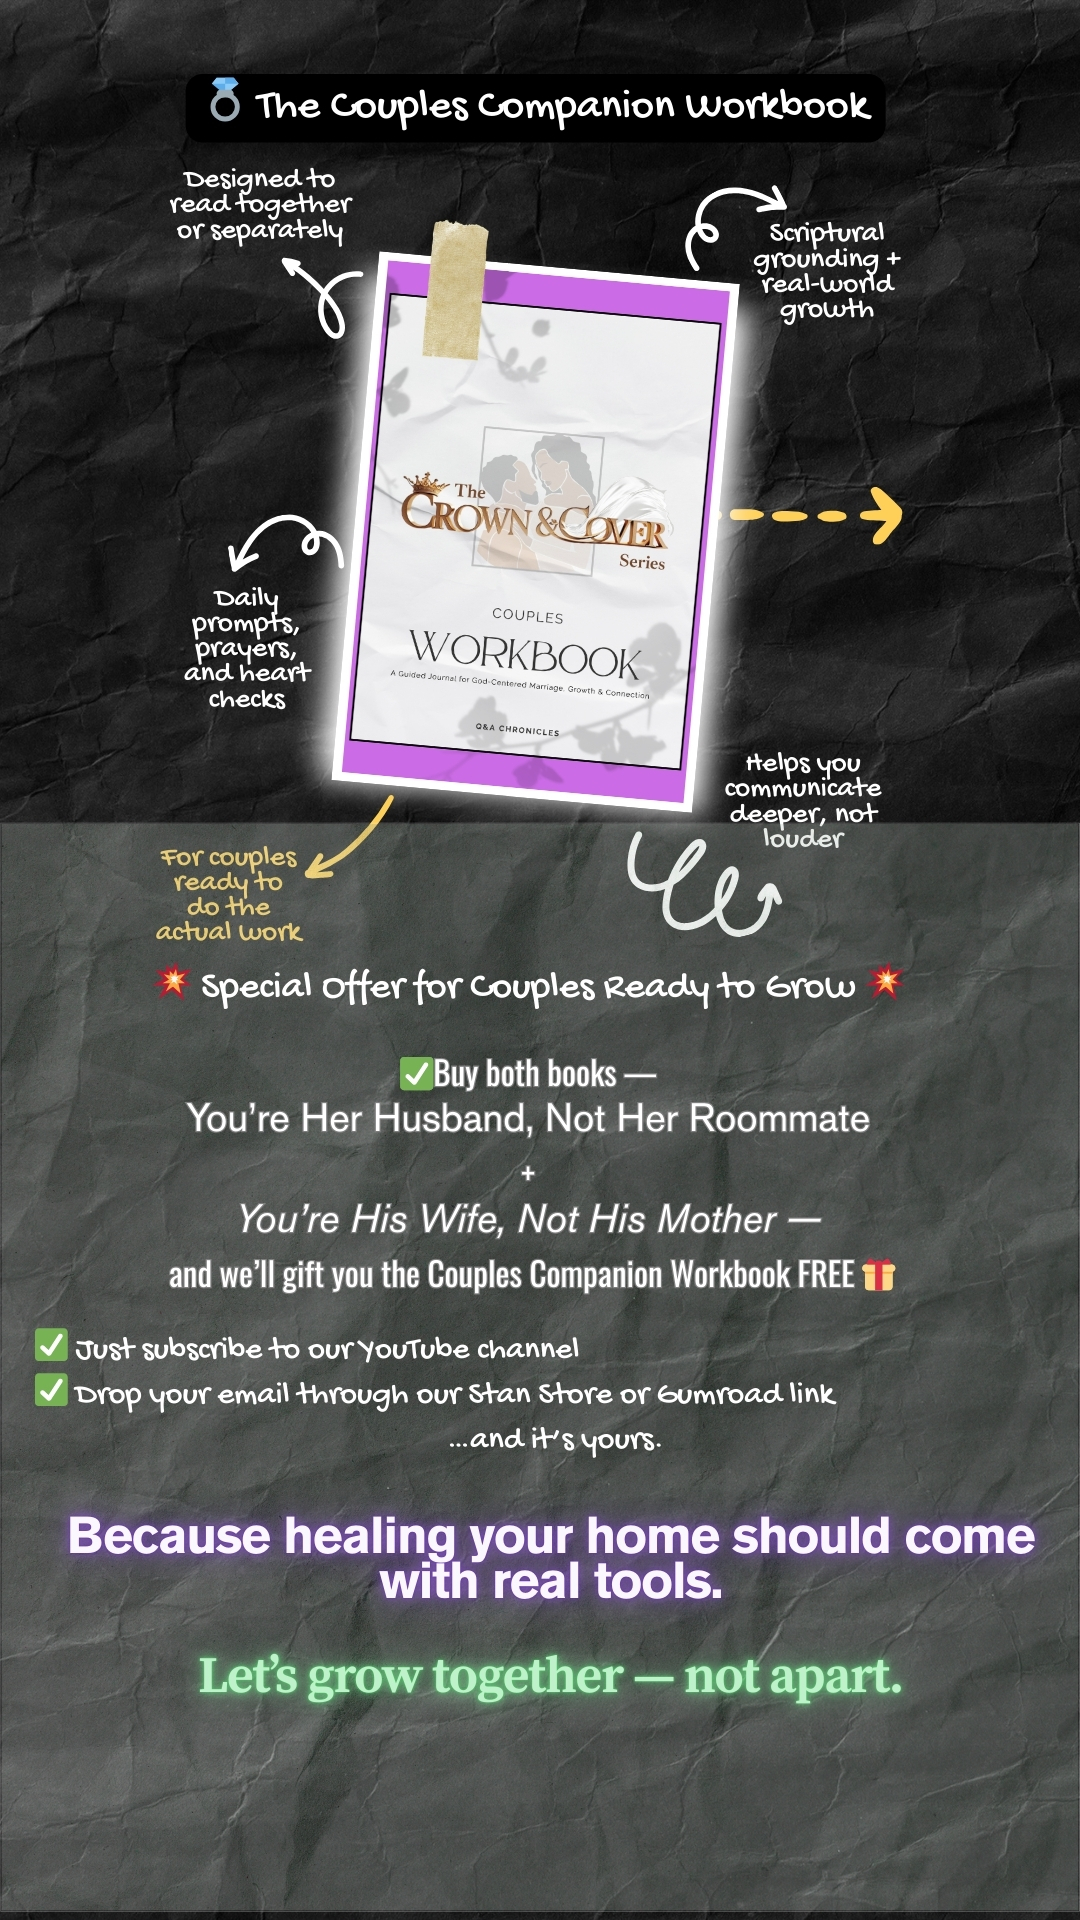 💍 The Couples Companion Workbook
Designed to
read together
or separately
Scriptural
grounding +
real-world
growth
The
CROWN & COVER
Series
COUPLES
WORKBOOK
A Guided Journal for God-Centered Marriage, Growth & Connection
Q&A CHRONICLES
Daily
prompts,
prayers,
and heart
checks
Helps you
communicate
deeper, not
louder
For couples
ready to
do the
actual work
💥 Special Offer for Couples Ready to Grow 💥
✅Buy both books —
You’re Her Husband, Not Her Roommate
+
You’re His Wife, Not His Mother —
and we’ll gift you the Couples Companion Workbook FREE 🎁
✅ Just subscribe to our YouTube channel
✅ Drop your email through our Stan Store or Gumroad link
...and it’s yours.
Because healing your home should come
with real tools.
Let’s grow together — not apart.